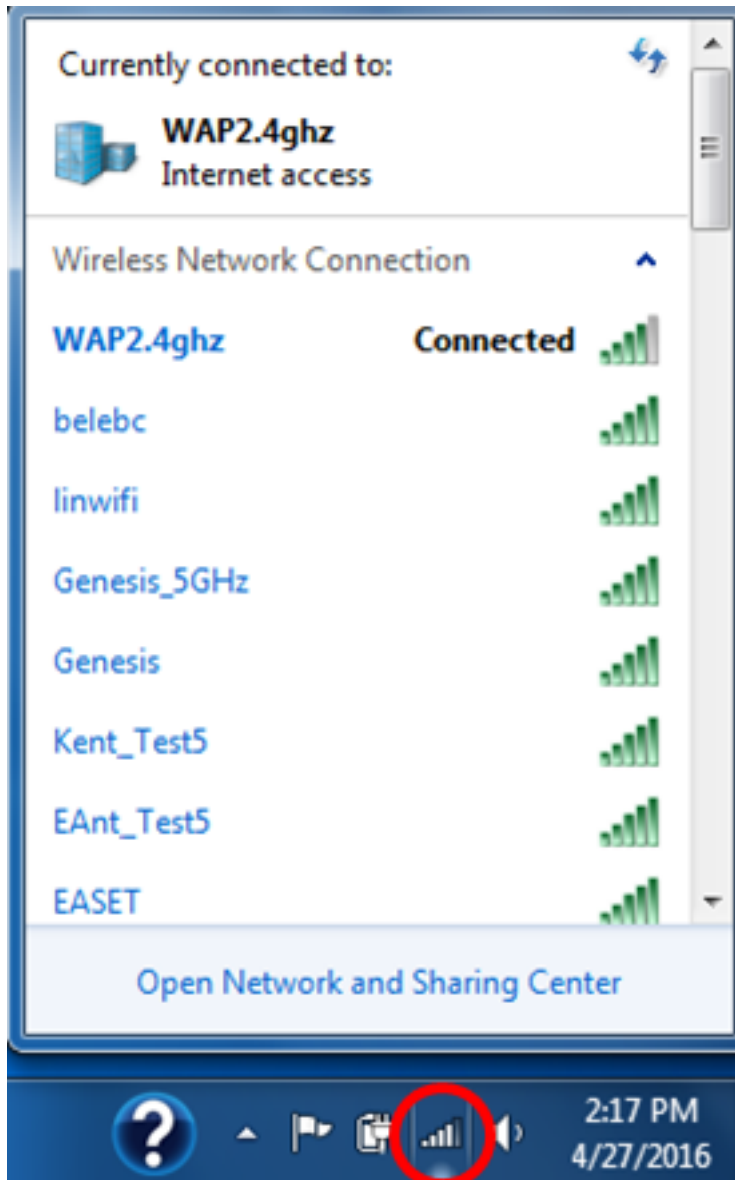 Currently connected to:
WAP2.4ghz
Internet access
Wireless Network Connection
WAP2.4ghz Connected
belebc
linwifi
Genesis_5GHz
Genesis
Kent_Test5
EAnt_Test5
EASET
Open Network and Sharing Center
?
2:17 PM
4/27/2016